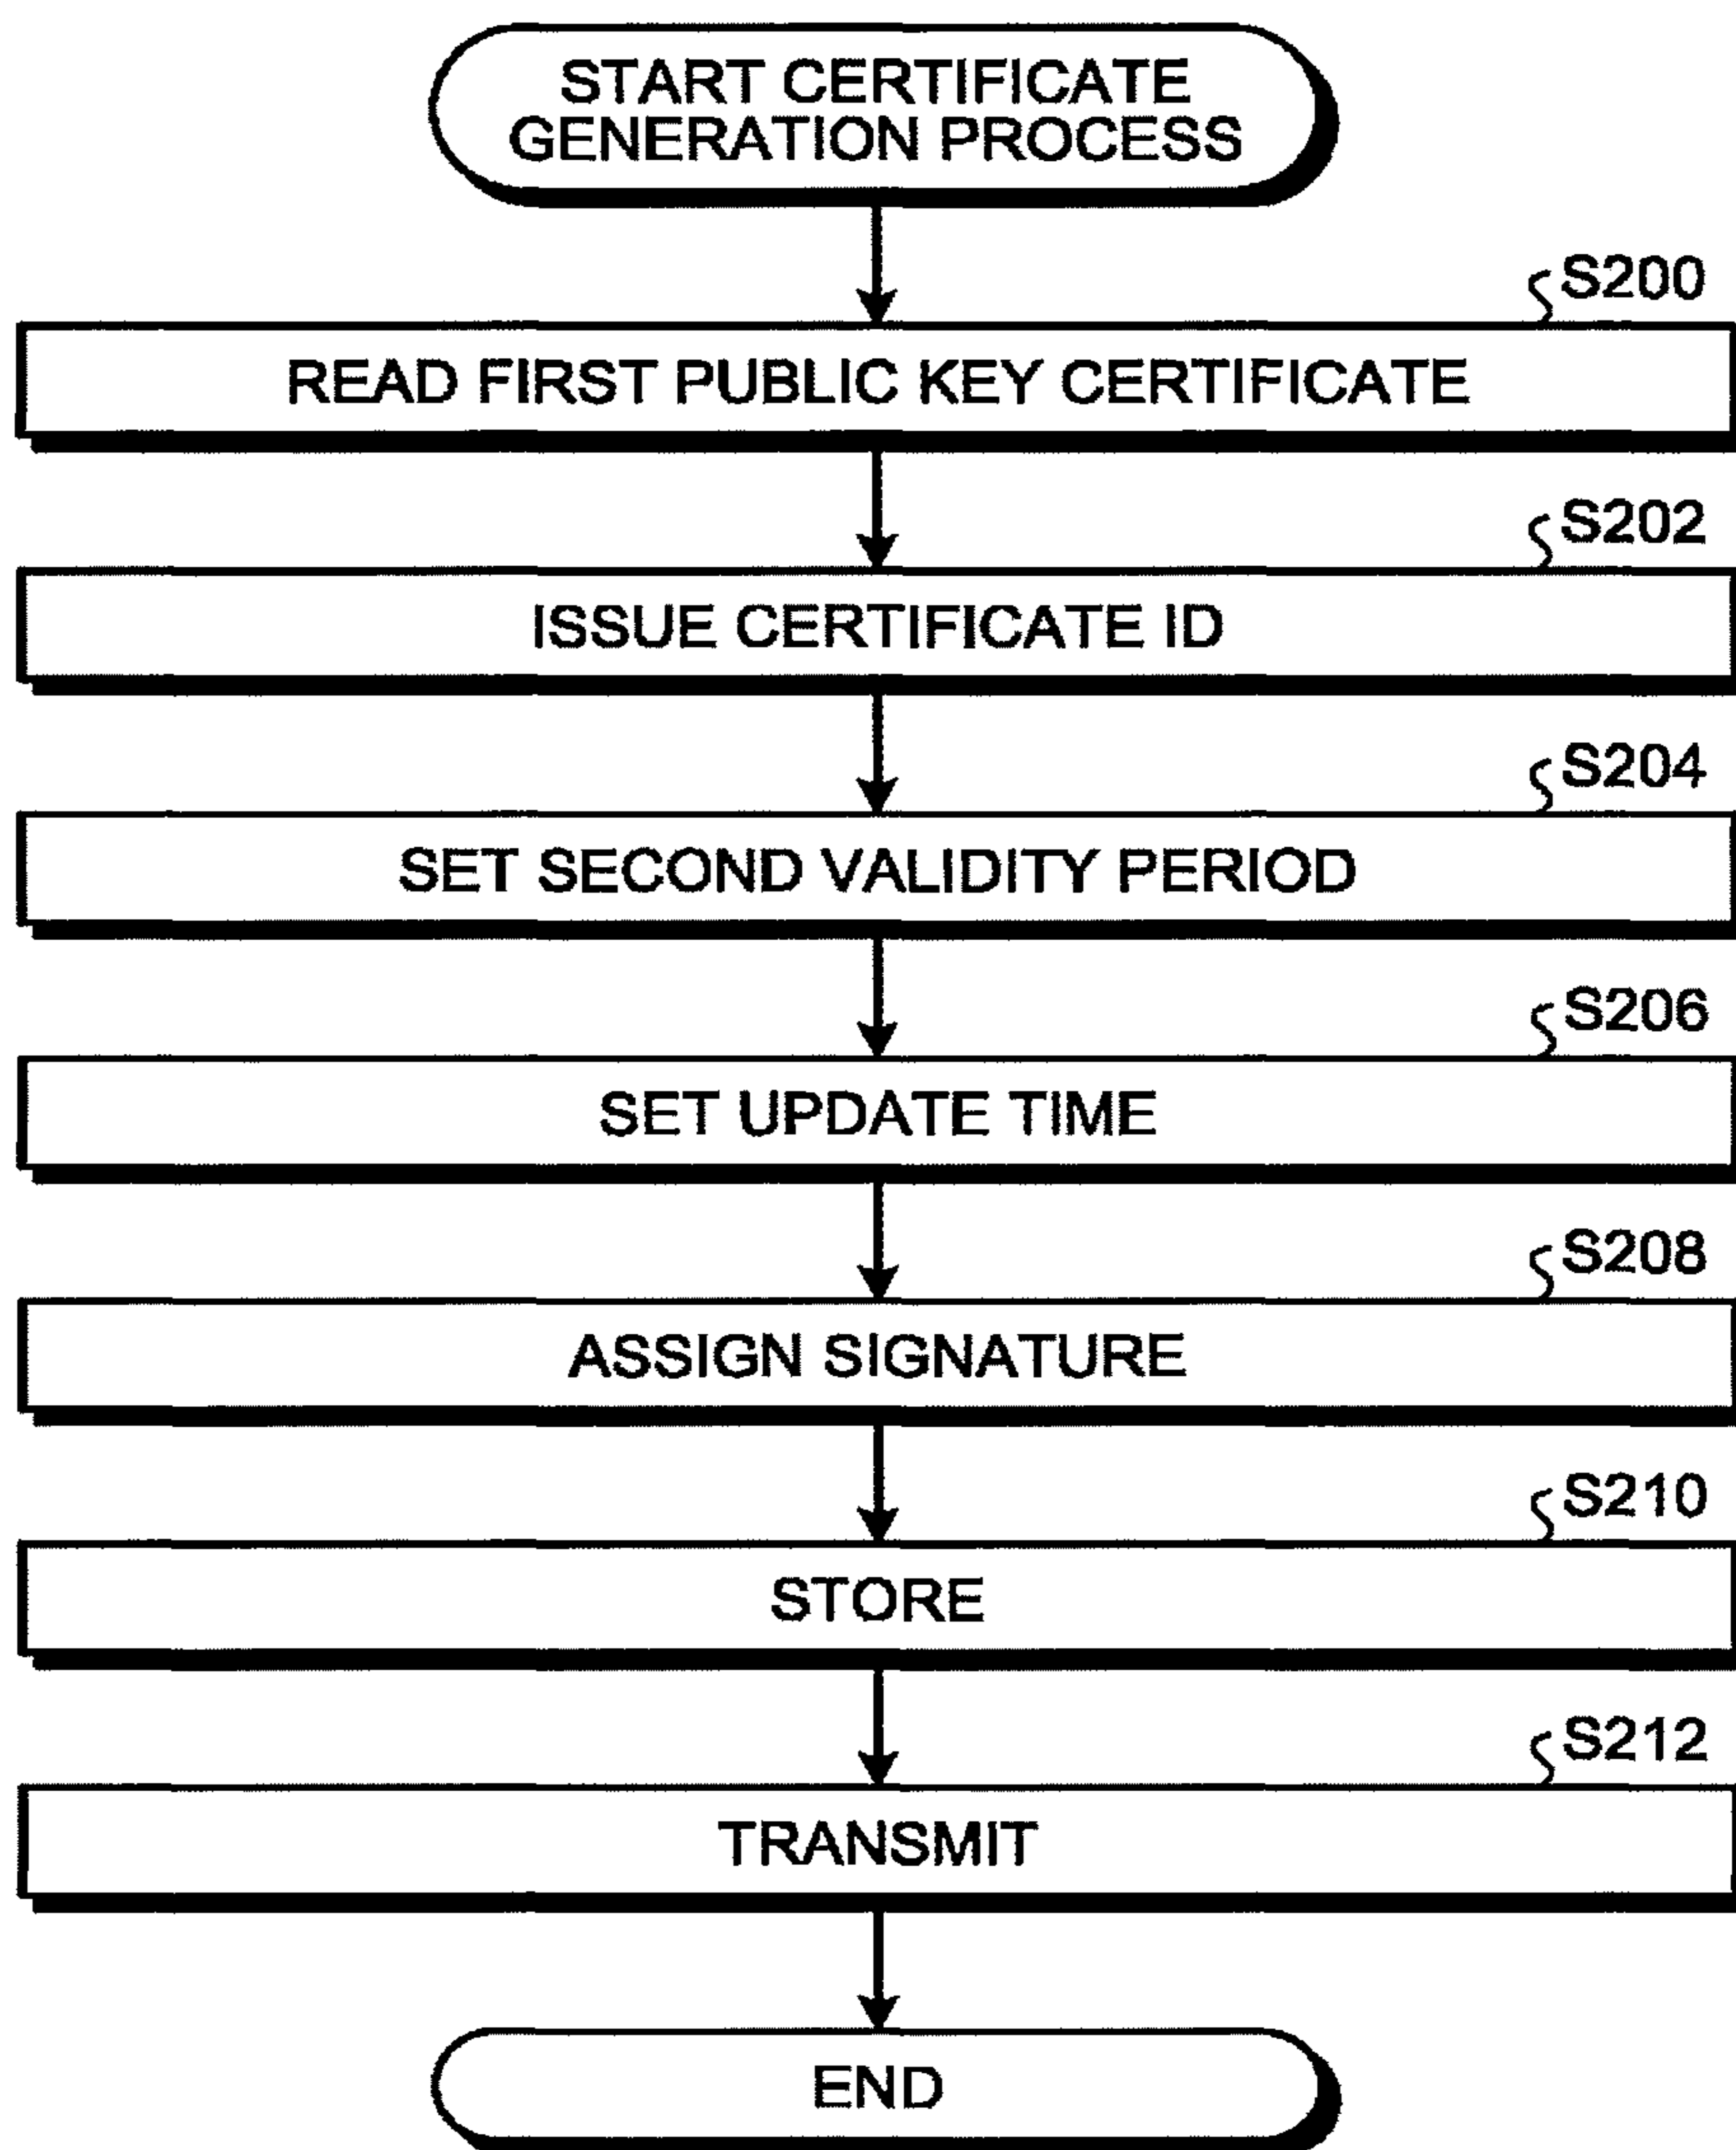 START CERTIFICATE
GENERATION PROCESS
S200
READ FIRST PUBLIC KEY CERTIFICATE
S202
ISSUE CERTIFICATE ID
S204
SET SECOND VALIDITY PERIOD
S206
SET UPDATE TIME
S208
ASSIGN SIGNATURE
S210
STORE
S212
TRANSMIT
END